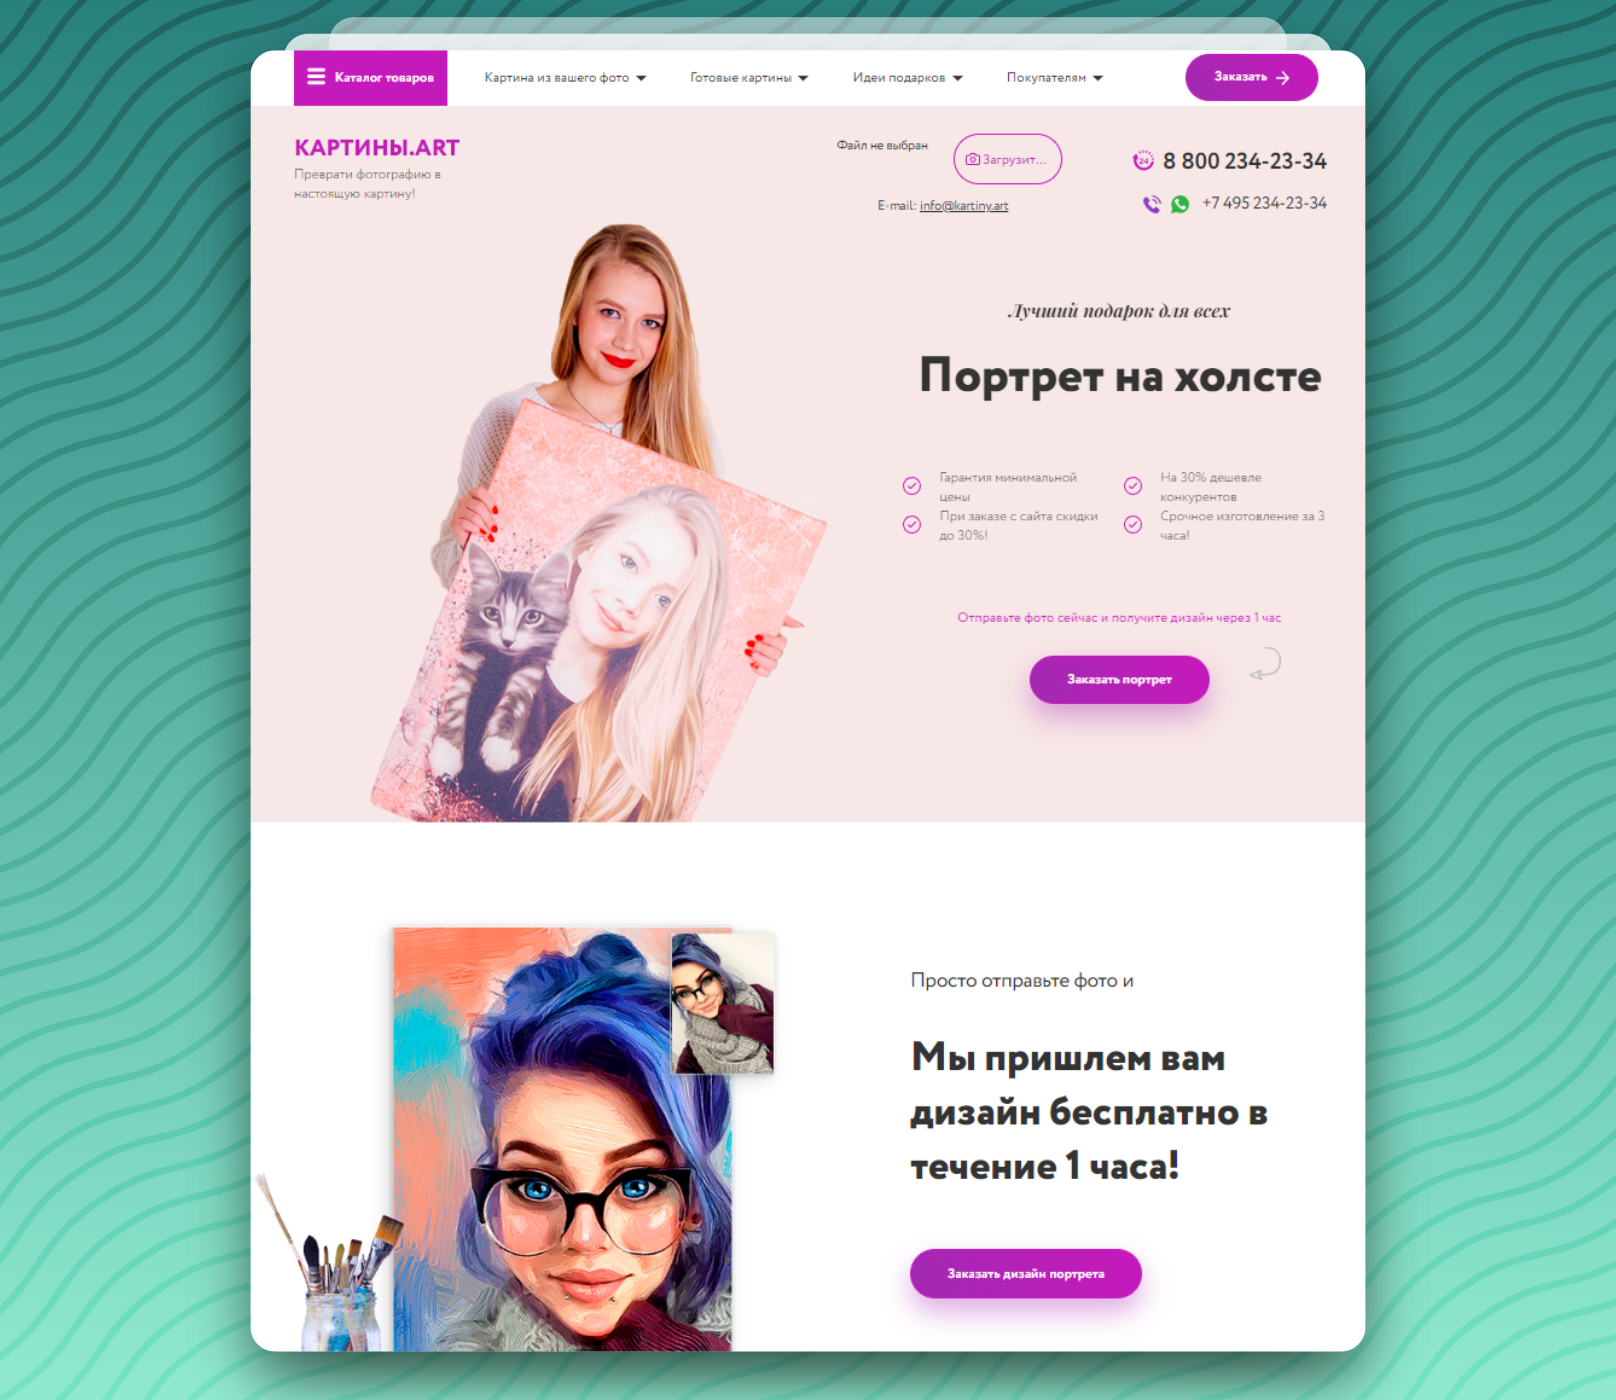 Каталог товаров
Картина из вашего фото
Готовые картины
Идеи подарков
Покупателям
Заказать
КАРТИНЫ.ART
Преврати фотографию в
настоящую картину!
Файл не выбран
Загрузит...
E-mail: info@kartiny.art
24
8 800 234-23-34
+7 495 234-23-34
Лучший подарок для всех
Портрет на холсте
Гарантия минимальной
цены
На 30% дешевле
конкурентов
При заказе с сайта скидки
до 30%!
Срочное изготовление за 3
часа!
Отправьте фото сейчас и получите дизайн через 1 час
Заказать портрет
Просто отправьте фото и
Мы пришлем вам
дизайн бесплатно в
течение 1 часа!
Заказать дизайн портрета